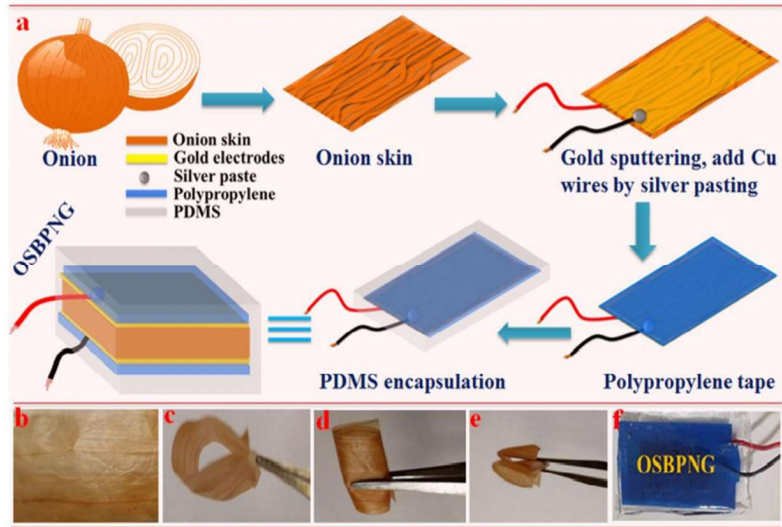 a
Onion
Onion skin
Gold electrodes
Silver paste
Polypropylene
PDMS
Onion skin
Gold sputtering, add Cu
wires by silver pasting
OSBPNG
PDMS encapsulation
Polypropylene tape
b
c
d
e
f
OSBPNG